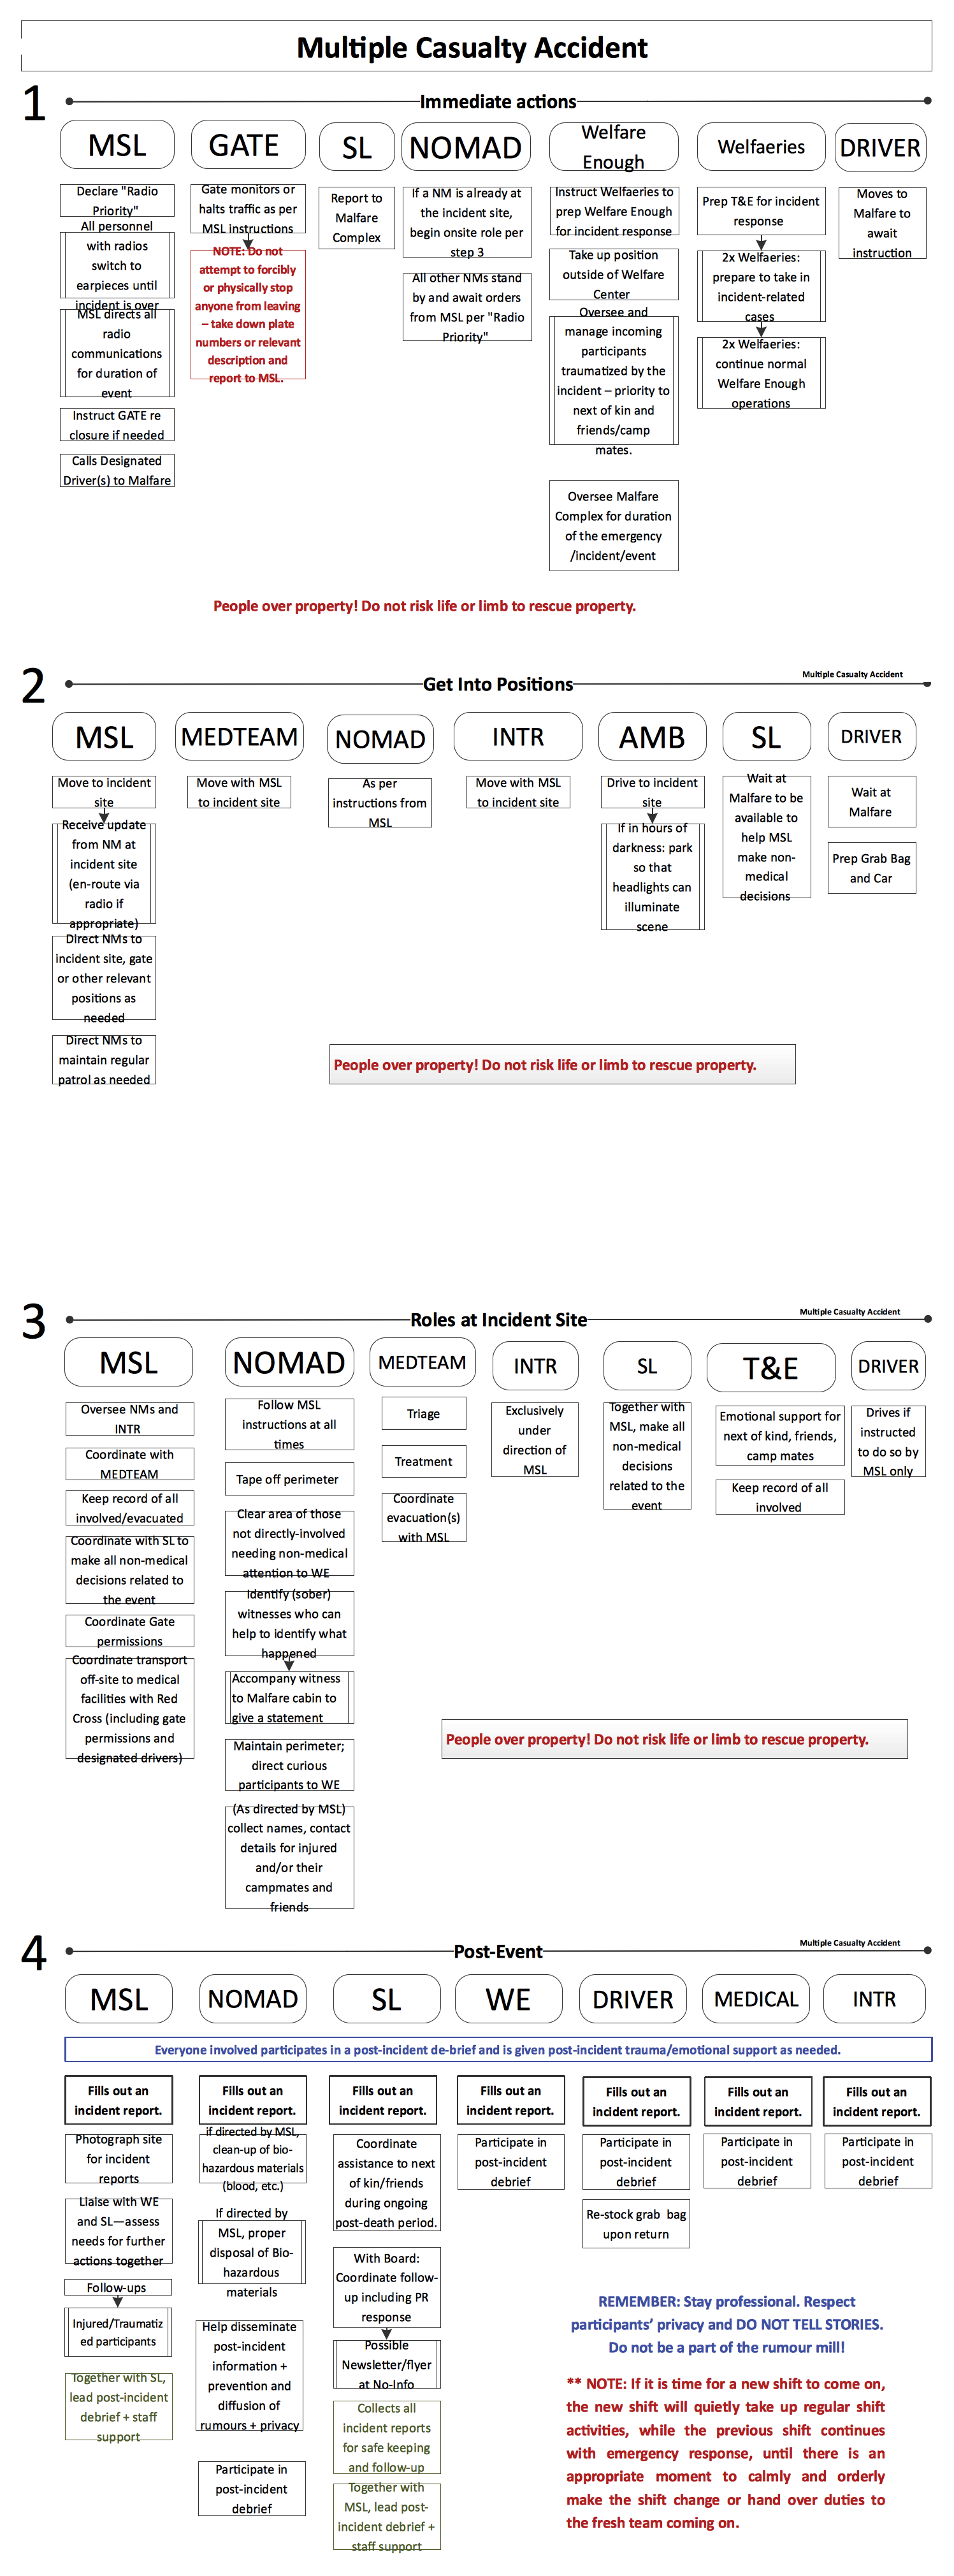 Multiple Casualty Accident
1
Immediate actions
MSL
Declare "Radio
Priority"
All personnel
with radios
switch to
earpieces until
incident is over
MSL directs all
radio
communications
for duration of
event
Instruct GATE re
closure if needed
Calls Designated
Driver(s) to Malfare
GATE
Gate monitors or
halts traffic as per
MSL instructions
NOTE: Do not
attempt to forcibly
or physically stop
anyone from leaving
– take down plate
numbers or relevant
description and
report to MSL.
SL
Report to
Malfare
Complex
NOMAD
If a NM is already at
the incident site,
begin onsite role per
step 3
All other NMs stand
by and await orders
from MSL per "Radio
Priority"
Welfare
Enough
Instruct Welfaeries to
prep Welfare Enough
for incident response
Take up position
outside of Welfare
Center
Oversee and
manage incoming
participants
traumatized by the
incident – priority to
next of kin and
friends/camp
mates.
Oversee Malfare
Complex for duration
of the emergency
/incident/event
Welfaeries
Prep T&E for incident
response
2x Welfaeries:
prepare to take in
incident-related
cases
2x Welfaeries:
continue normal
Welfare Enough
operations
DRIVER
Moves to
Malfare to
await
instruction
People over property! Do not risk life or limb to rescue property.
2
Get Into Positions
Multiple Casualty Accident
MSL
Move to incident
site
Receive update
from NM at
incident site
(en-route via
radio if
appropriate)
Direct NMs to
incident site, gate
or other relevant
positions as
needed
Direct NMs to
maintain regular
patrol as needed
MEDTEAM
Move with MSL
to incident site
NOMAD
As per
instructions from
MSL
INTR
Move with MSL
to incident site
AMB
Drive to incident
site
If in hours of
darkness: park
so that
headlights can
illuminate
scene
SL
Wait at
Malfare to be
available to
help MSL
make non-
medical
decisions
DRIVER
Wait at
Malfare
Prep Grab Bag
and Car
People over property! Do not risk life or limb to rescue property.
3
Roles at Incident Site
Multiple Casualty Accident
MSL
Oversee NMs and
INTR
Coordinate with
MEDTEAM
Keep record of all
involved/evacuated
Coordinate with SL to
make all non-medical
decisions related to
the event
Coordinate Gate
permissions
Coordinate transport
off-site to medical
facilities with Red
Cross (including gate
permissions and
designated drivers)
NOMAD
Follow MSL
instructions at all
times
Tape off perimeter
Clear area of those
not directly-involved
needing non-medical
attention to WE
Identify (sober)
witnesses who can
help to identify what
happened
Accompany witness
to Malfare cabin to
give a statement
Maintain perimeter;
direct curious
participants to WE
(As directed by MSL)
collect names, contact
details for injured
and/or their
campmates and
friends
MEDTEAM
Triage
Treatment
Coordinate
evacuation(s)
with MSL
INTR
Exclusively
under
direction of
MSL
SL
Together with
MSL, make all
non-medical
decisions
related to the
event
T&E
Emotional support for
next of kind, friends,
camp mates
Keep record of all
involved
DRIVER
Drives if
instructed
to do so by
MSL only
People over property! Do not risk life or limb to rescue property.
4
Post-Event
Multiple Casualty Accident
MSL
NOMAD
SL
WE
DRIVER
MEDICAL
INTR
Everyone involved participates in a post-incident de-brief and is given post-incident trauma/emotional support as needed.
Fills out an
incident report.
Photograph site
for incident
reports
Liaise with WE
and SL—assess
needs for further
actions together
Follow-ups
Injured/Traumatiz
ed participants
Together with SL,
lead post-incident
debrief + staff
support
Fills out an
incident report.
if directed by MSL,
clean-up of bio-
hazardous materials
(blood, etc.)
If directed by
MSL, proper
disposal of Bio-
hazardous
materials
Help disseminate
post-incident
information +
prevention and
diffusion of
rumours + privacy
Participate in
post-incident
debrief
Fills out an
incident report.
Coordinate
assistance to next
of kin/friends
during ongoing
post-death period.
With Board:
Coordinate follow-
up including PR
response
Possible
Newsletter/flyer
at No-Info
Collects all
incident reports
for safe keeping
and follow-up
Together with
MSL, lead post-
incident debrief +
staff support
Fills out an
incident report.
Participate in
post-incident
debrief
Fills out an
incident report.
Participate in
post-incident
debrief
Re-stock grab bag
upon return
Fills out an
incident report.
Participate in
post-incident
debrief
Fills out an
incident report.
Participate in
post-incident
debrief
REMEMBER: Stay professional. Respect
participants’ privacy and DO NOT TELL STORIES.
Do not be a part of the rumour mill!
** NOTE: If it is time for a new shift to come on,
the new shift will quietly take up regular shift
activities, while the previous shift continues
with emergency response, until there is an
appropriate moment to calmly and orderly
make the shift change or hand over duties to
the fresh team coming on.